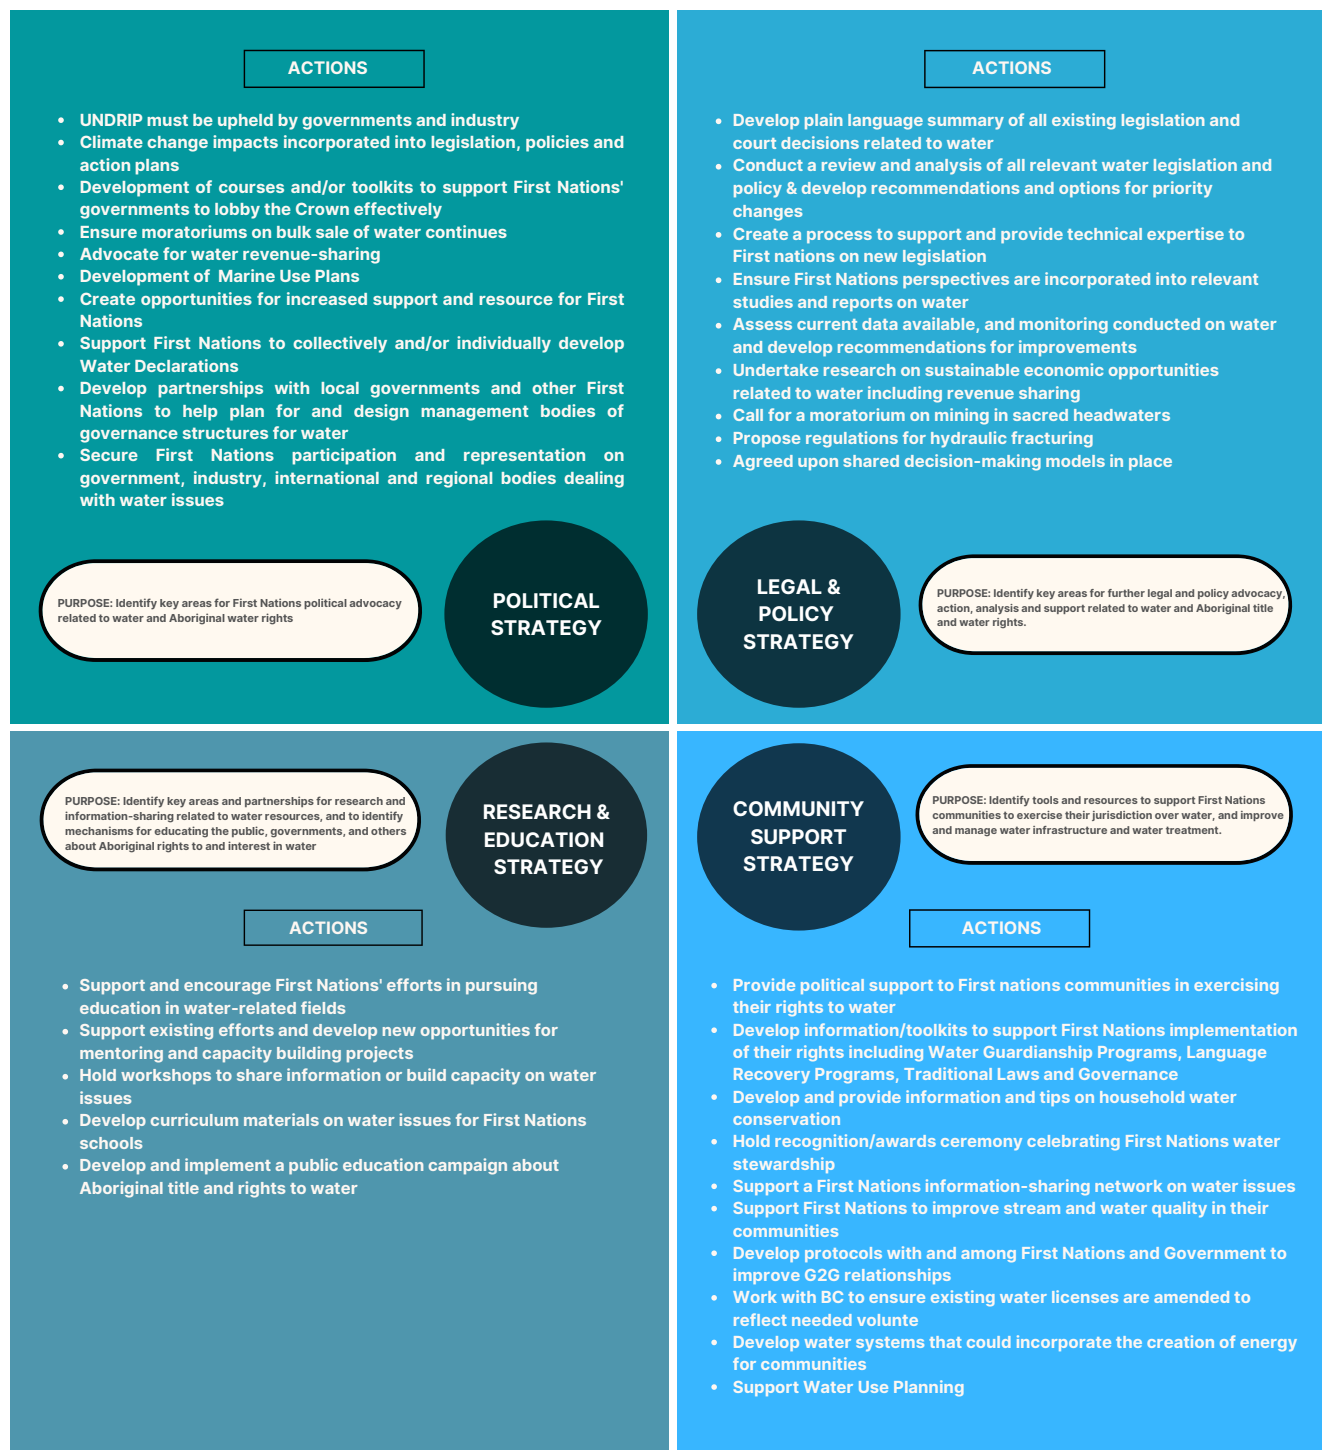 ACTIONS
• UNDRIP must be upheld by governments and industry
• Climate change impacts incorporated into legislation, policies and
action plans
• Development of courses and/or toolkits to support First Nations'
governments to lobby the Crown effectively
• Ensure moratoriums on bulk sale of water continues
• Advocate for water revenue-sharing
• Development of  Marine Use Plans
• Create opportunities for increased support and resource for First
Nations
• Support First Nations to collectively and/or individually develop
Water Declarations
• Develop partnerships with local governments and other First
Nations to help plan for and design management bodies of
governance structures for water
• Secure First Nations participation and representation on
government, industry, international and regional bodies dealing
with water issues
PURPOSE: Identify key areas for First Nations political advocacy
related to water and Aboriginal water rights
POLITICAL
STRATEGY
ACTIONS
• Develop plain language summary of all existing legislation and
court decisions related to water
• Conduct a review and analysis of all relevant water legislation and
policy & develop recommendations and options for priority
changes
• Create a process to support and provide technical expertise to
First nations on new legislation
• Ensure First Nations perspectives are incorporated into relevant
studies and reports on water
• Assess current data available, and monitoring conducted on water
and develop recommendations for improvements
• Undertake research on sustainable economic opportunities
related to water including revenue sharing
• Call for a moratorium on mining in sacred headwaters
• Propose regulations for hydraulic fracturing
• Agreed upon shared decision-making models in place
LEGAL &
POLICY
STRATEGY
PURPOSE: Identify key areas for further legal and policy advocacy,
action, analysis and support related to water and Aboriginal title
and water rights.
PURPOSE: Identify key areas and partnerships for research and
information-sharing related to water resources, and to identify
mechanisms for educating the public, governments, and others
about Aboriginal rights to and interest in water
RESEARCH &
EDUCATION
STRATEGY
ACTIONS
• Support and encourage First Nations' efforts in pursuing
education in water-related fields
• Support existing efforts and develop new opportunities for
mentoring and capacity building projects
• Hold workshops to share information or build capacity on water
issues
• Develop curriculum materials on water issues for First Nations
schools
• Develop and implement a public education campaign about
Aboriginal title and rights to water
COMMUNITY
SUPPORT
STRATEGY
PURPOSE: Identify tools and resources to support First Nations
communities to exercise their jurisdiction over water, and improve
and manage water infrastructure and water treatment.
ACTIONS
• Provide political support to First nations communities in exercising
their rights to water
• Develop information/toolkits to support First Nations implementation
of their rights including Water Guardianship Programs, Language
Recovery Programs, Traditional Laws and Governance
• Develop and provide information and tips on household water
conservation
• Hold recognition/awards ceremony celebrating First Nations water
stewardship
• Support a First Nations information-sharing network on water issues
• Support First Nations to improve stream and water quality in their
communities
• Develop protocols with and among First Nations and Government to
improve G2G relationships
• Work with BC to ensure existing water licenses are amended to
reflect needed volunte
• Develop water systems that could incorporate the creation of energy
for communities
• Support Water Use Planning